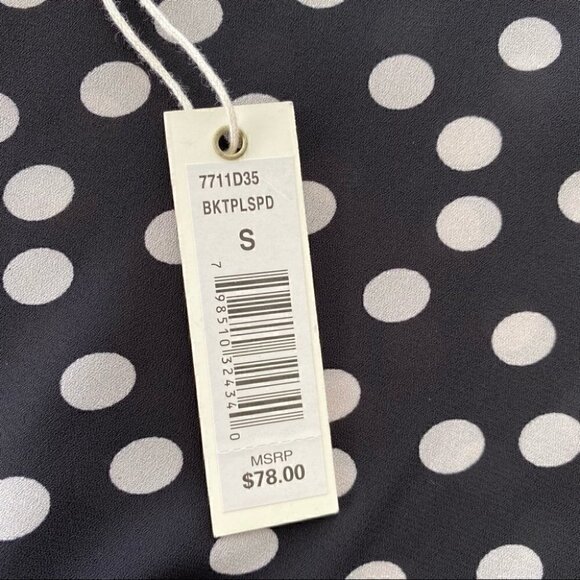 7711D35
BKTPLSPD
S
7 98510 32434 0
MSRP
$78.00